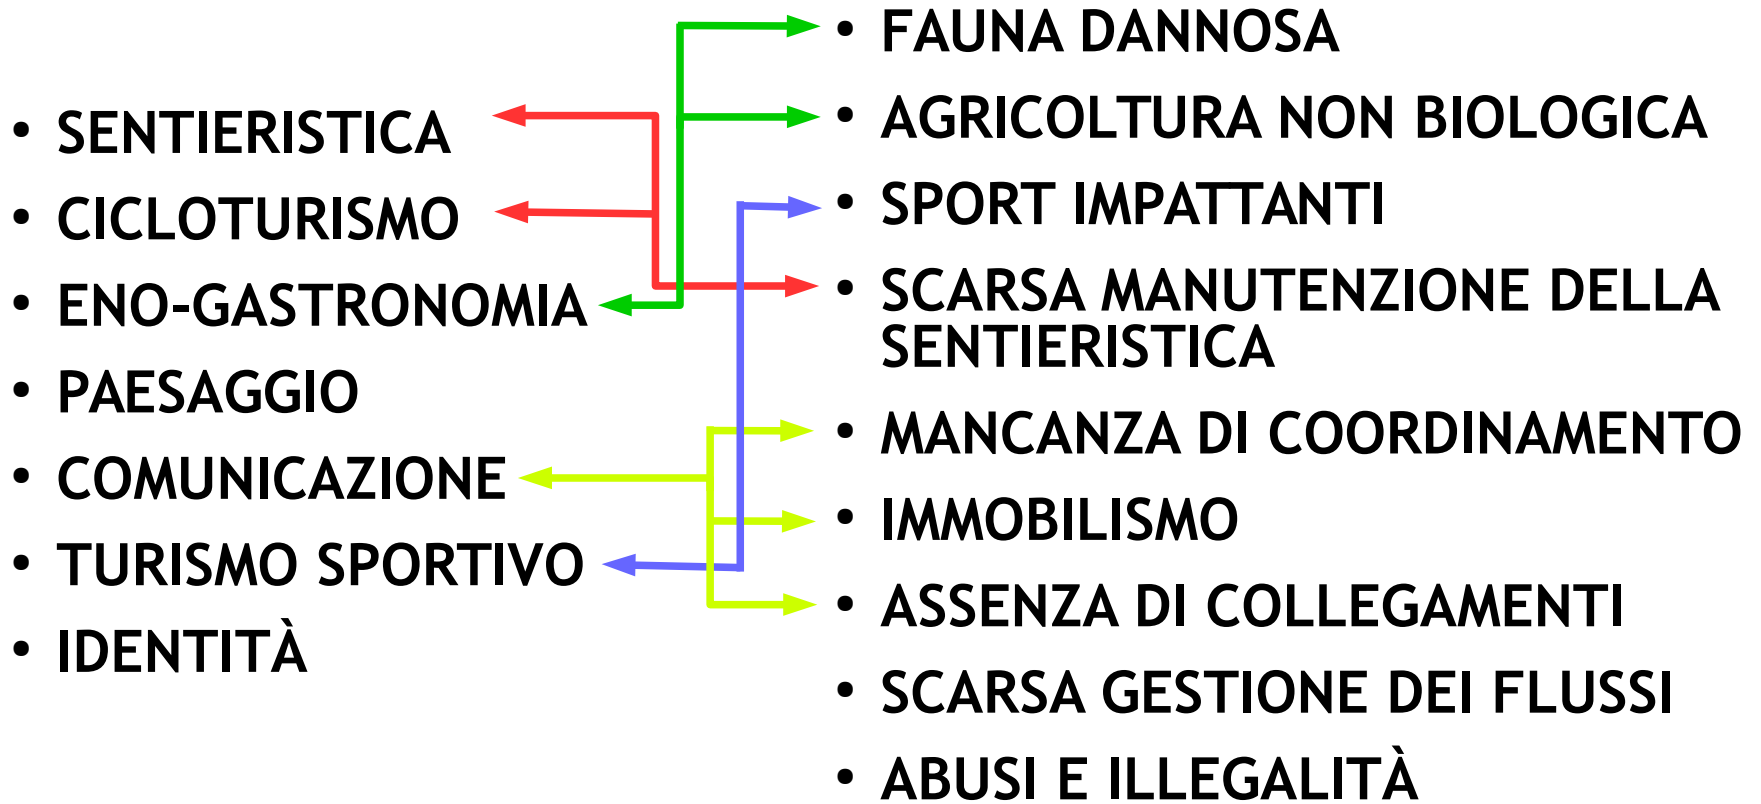 • SENTIERISTICA
• CICLOTURISMO
• ENO-GASTRONOMIA
• PAESAGGIO
• COMUNICAZIONE
• TURISMO SPORTIVO
• IDENTITÀ
• FAUNA DANNOSA
• AGRICOLTURA NON BIOLOGICA
• SPORT IMPATTANTI
• SCARSA MANUTENZIONE DELLA
SENTIERISTICA
• MANCANZA DI COORDINAMENTO
• IMMOBILISMO
• ASSENZA DI COLLEGAMENTI
• SCARSA GESTIONE DEI FLUSSI
• ABUSI E ILLEGALITÀ